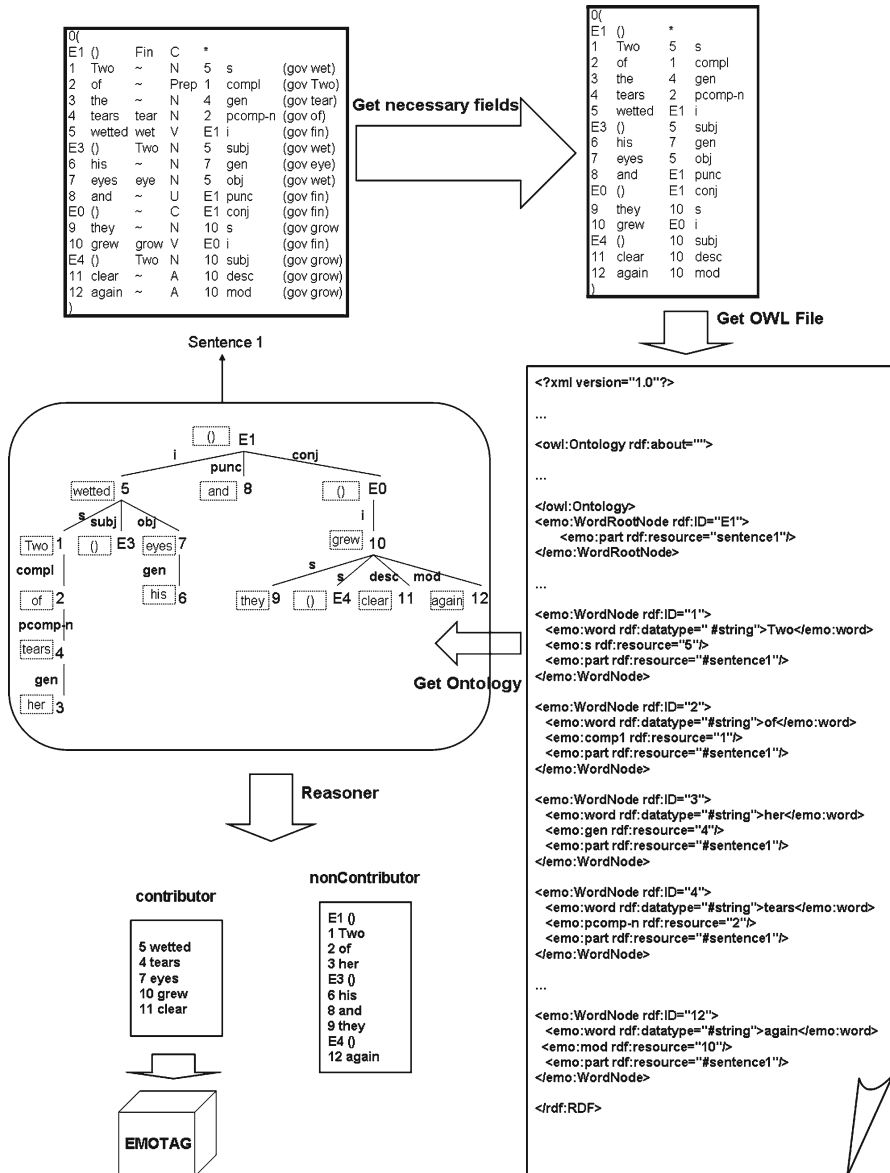 0(
E1 () Fin C *
1 Two ~ N 5 s (gov wet)
2 of ~ Prep 1 compl (gov Two)
3 the ~ N 4 gen (gov tear)
4 tears tear N 2 pcomp-n (gov of)
5 wetted wet V E1 i (gov fin)
E3 () Two N 5 subj (gov wet)
6 his ~ N 7 gen (gov eye)
7 eyes eye N 5 obj (gov wet)
8 and ~ U E1 punc (gov fin)
E0 () ~ C E1 conj (gov fin)
9 they ~ N 10 s (gov grow
10 grew grow V E0 i (gov fin)
E4 () Two N 10 subj (gov grow)
11 clear ~ A 10 desc (gov grow)
12 again ~ A 10 mod (gov grow)
)
Get necessary fields
0(
E1 () *
1 Two 5 s
2 of 1 compl
3 the 4 gen
4 tears 2 pcomp-n
5 wetted E1 i
E3 () 5 subj
6 his 7 gen
7 eyes 5 obj
8 and E1 punc
E0 () E1 conj
9 they 10 s
10 grew E0 i
E4 () 10 subj
11 clear 10 desc
12 again 10 mod
)
Get OWL File
Sentence 1
() E1
i punc conj
wetted 5 and 8 () E0
s subj obj i
grew 10
Two 1 () E3 eyes 7
compl gen s s desc mod
of 2 his 6 they 9 () E4 clear 11 again 12
pcomp-n
tears 4
gen
her 3
Get Ontology
<?xml version="1.0"?>
...
<owl:Ontology rdf:about="">
...
</owl:Ontology>
<emo:WordRootNode rdf:ID="E1">
<emo:part rdf:resource="sentence1"/>
</emo:WordRootNode>
...
<emo:WordNode rdf:ID="1">
<emo:word rdf:datatype=" #string">Two</emo:word>
<emo:s rdf:resource="5"/>
<emo:part rdf:resource="#sentence1"/>
</emo:WordNode>
<emo:WordNode rdf:ID="2">
<emo:word rdf:datatype="#string">of</emo:word>
<emo:comp1 rdf:resource="1"/>
<emo:part rdf:resource="#sentence1"/>
</emo:WordNode>
<emo:WordNode rdf:ID="3">
<emo:word rdf:datatype="#string">her</emo:word>
<emo:gen rdf:resource="4"/>
<emo:part rdf:resource="#sentence1"/>
</emo:WordNode>
<emo:WordNode rdf:ID="4">
<emo:word rdf:datatype="#string">tears</emo:word>
<emo:pcomp-n rdf:resource="2"/>
<emo:part rdf:resource="#sentence1"/>
</emo:WordNode>
...
<emo:WordNode rdf:ID="12">
<emo:word rdf:datatype="#string">again</emo:word>
<emo:mod rdf:resource="10"/>
<emo:part rdf:resource="#sentence1"/>
</emo:WordNode>
</rdf:RDF>
Reasoner
contributor
5 wetted
4 tears
7 eyes
10 grew
11 clear
nonContributor
E1 ()
1 Two
2 of
3 her
E3 ()
6 his
8 and
9 they
E4 ()
12 again
EMOTAG